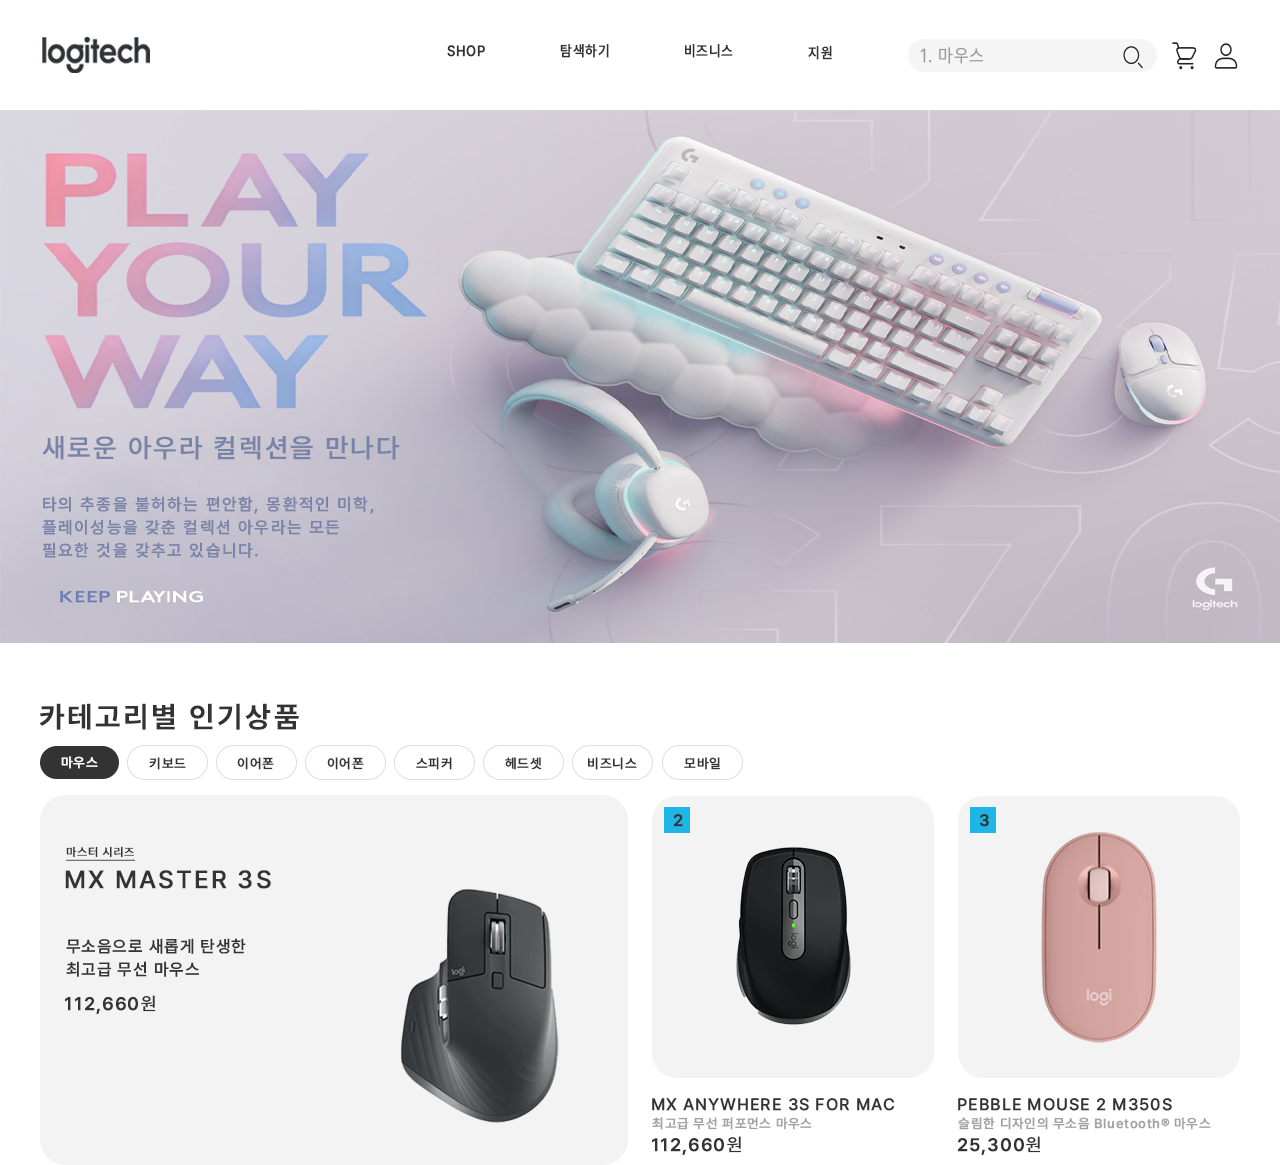 logitech
SHOP
탐색하기
비즈니스
지원
1. 마우스
PLAY
YOUR
WAY
새로운 아우라 컬렉션을 만나다
타의 추종을 불허하는 편안함, 몽환적인 미학,
플레이성능을 갖춘 컬렉션 아우라는 모든
필요한 것을 갖추고 있습니다.
KEEP PLAYING
G
logitech
카테고리별 인기상품
마우스
키보드
이어폰
이어폰
스피커
헤드셋
비즈니스
모바일
마스터 시리즈
MX MASTER 3S
무소음으로 새롭게 탄생한
최고급 무선 마우스
112,660원
logi
2
logi
MX ANYWHERE 3S FOR MAC
최고급 무선 퍼포먼스 마우스
112,660원
3
logi
PEBBLE MOUSE 2 M350S
슬림한 디자인의 무소음 Bluetooth® 마우스
25,300원